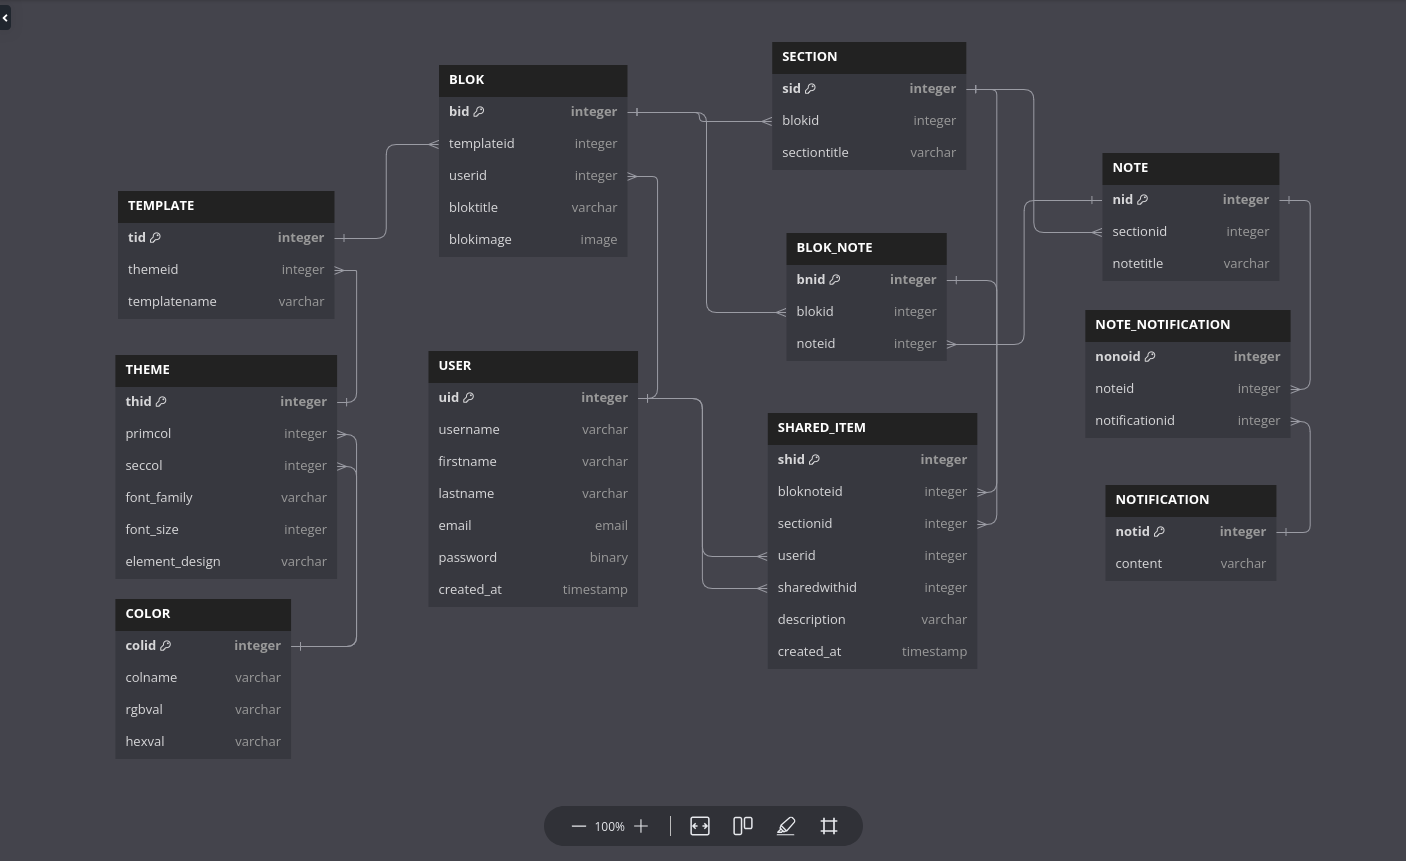 SECTION
sid integer
blokid integer
sectiontitle varchar
BLOK
bid integer
templateid integer
userid integer
bloktitle varchar
blokimage image
NOTE
nid integer
sectionid integer
notetitle varchar
TEMPLATE
tid integer
themeid integer
templatename varchar
BLOK_NOTE
bnid integer
blokid integer
noteid integer
NOTE_NOTIFICATION
nonoid integer
noteid integer
notificationid integer
THEME
thid integer
primcol integer
seccol integer
font_family varchar
font_size integer
element_design varchar
USER
uid integer
username varchar
firstname varchar
lastname varchar
email email
password binary
created_at timestamp
SHARED_ITEM
shid integer
bloknoteid integer
sectionid integer
userid integer
sharedwithid integer
description varchar
created_at timestamp
NOTIFICATION
notid integer
content varchar
COLOR
colid integer
colname varchar
rgbval varchar
hexval varchar
100%